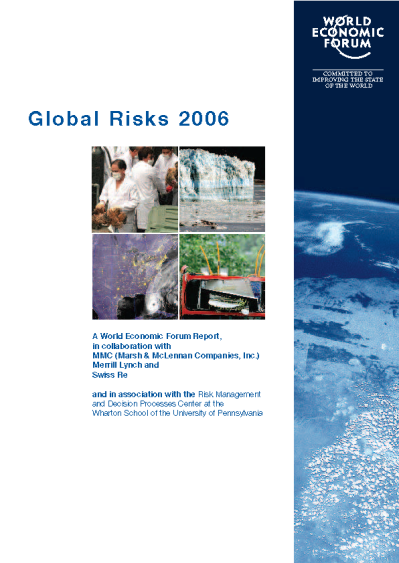 WORLD
ECONOMIC
FORUM
COMMITTED TO
IMPROVING THE STATE
OF THE WORLD
Global Risks 2006
A World Economic Forum Report,
in collaboration with
MMC (Marsh & McLennan Companies, Inc.)
Merrill Lynch and
Swiss Re
and in association with the Risk Management
and Decision Processes Center at the
Wharton School of the University of Pennsylvania